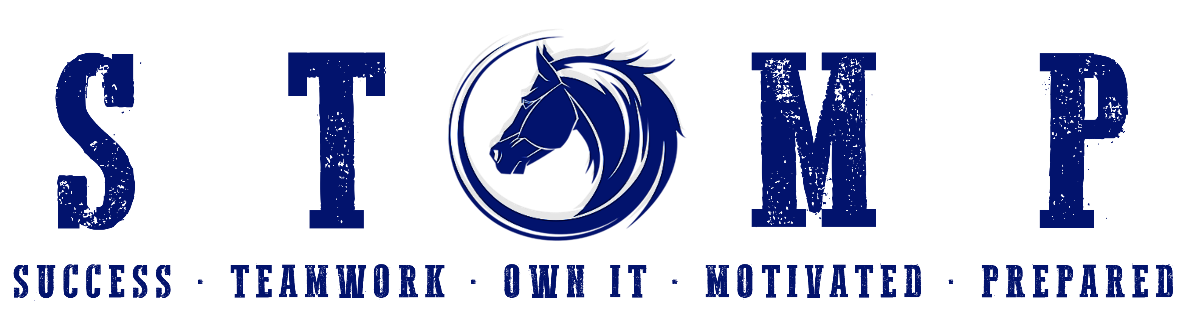 S T M P
SUCCESS · TEAMWORK · OWN IT · MOTIVATED · PREPARED